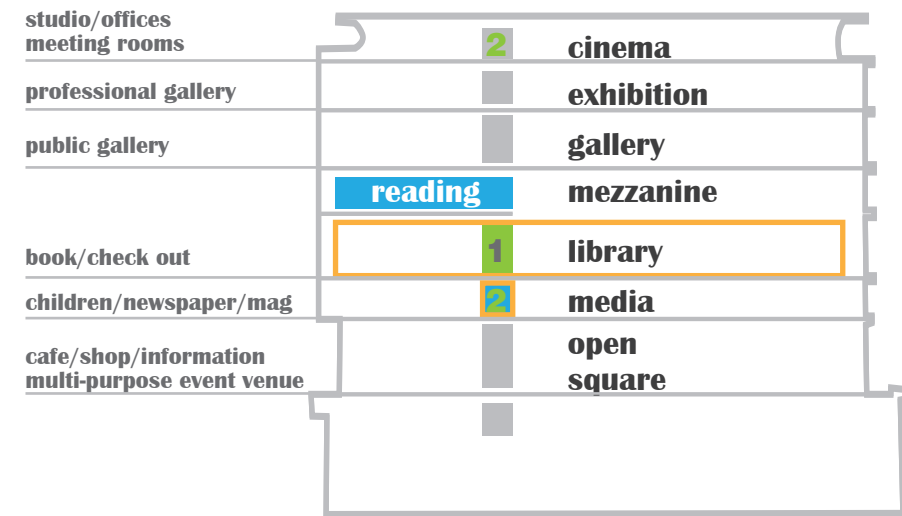 studio/offices
meeting rooms
2 cinema
professional gallery exhibition
public gallery gallery
reading mezzanine
book/check out 1 library
children/newspaper/mag 2 media
cafe/shop/information open
multi-purpose event venue square